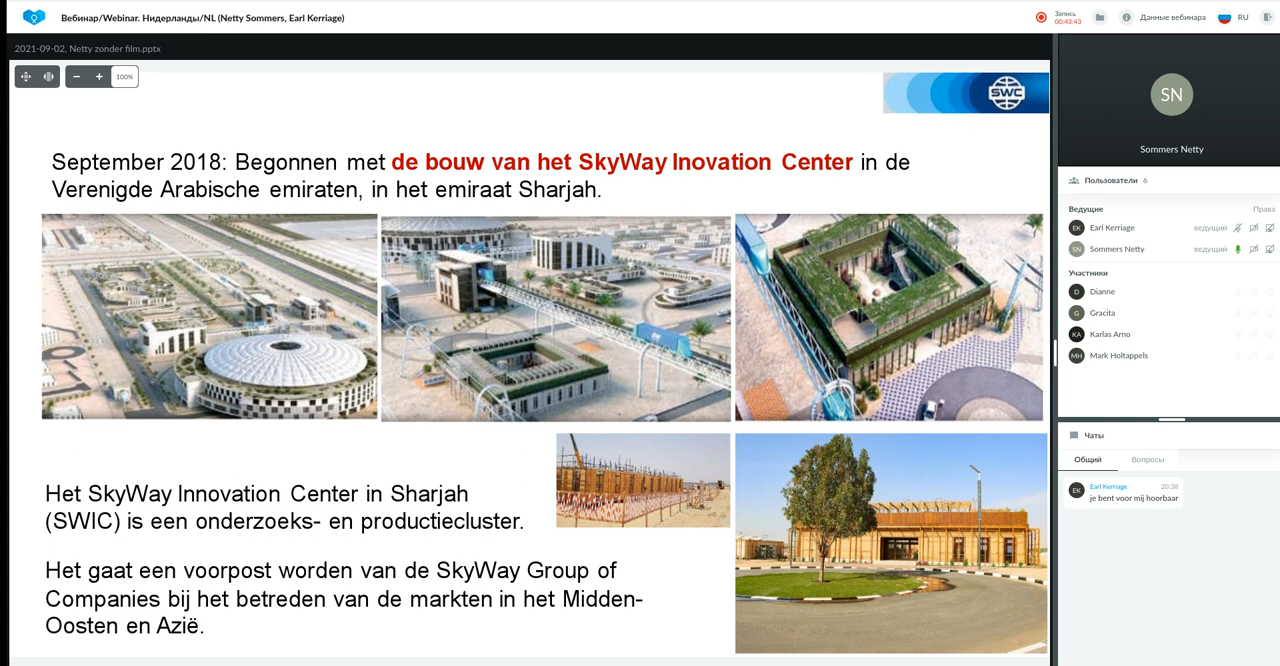 Вебинар/Webinar. Нидерланды/NL (Netty Sommers, Earl Kerriage)
Запись
00:43:43
Данные вебинара
RU
2021-09-02, Netty zonder film.pptx
100%
SWC
September 2018: Begonnen met de bouw van het SkyWay Inovation Center in de
Verenigde Arabische emiraten, in het emiraat Sharjah.
Het SkyWay Innovation Center in Sharjah
(SWIC) is een onderzoeks- en productiecluster.
Het gaat een voorpost worden van de SkyWay Group of
Companies bij het betreden van de markten in het Midden-
Oosten en Azië.
SN
Sommers Netty
Пользователи 6
Ведущие Права
EK Earl Kerriage ведущий
SN Sommers Netty ведущий
Участники
D Dianne
G Gracita
KA Karlas Arno
MH Mark Holtappels
Чаты
Общий Вопросы
EK Earl Kerriage 20:38
je bent voor mij hoorbaar